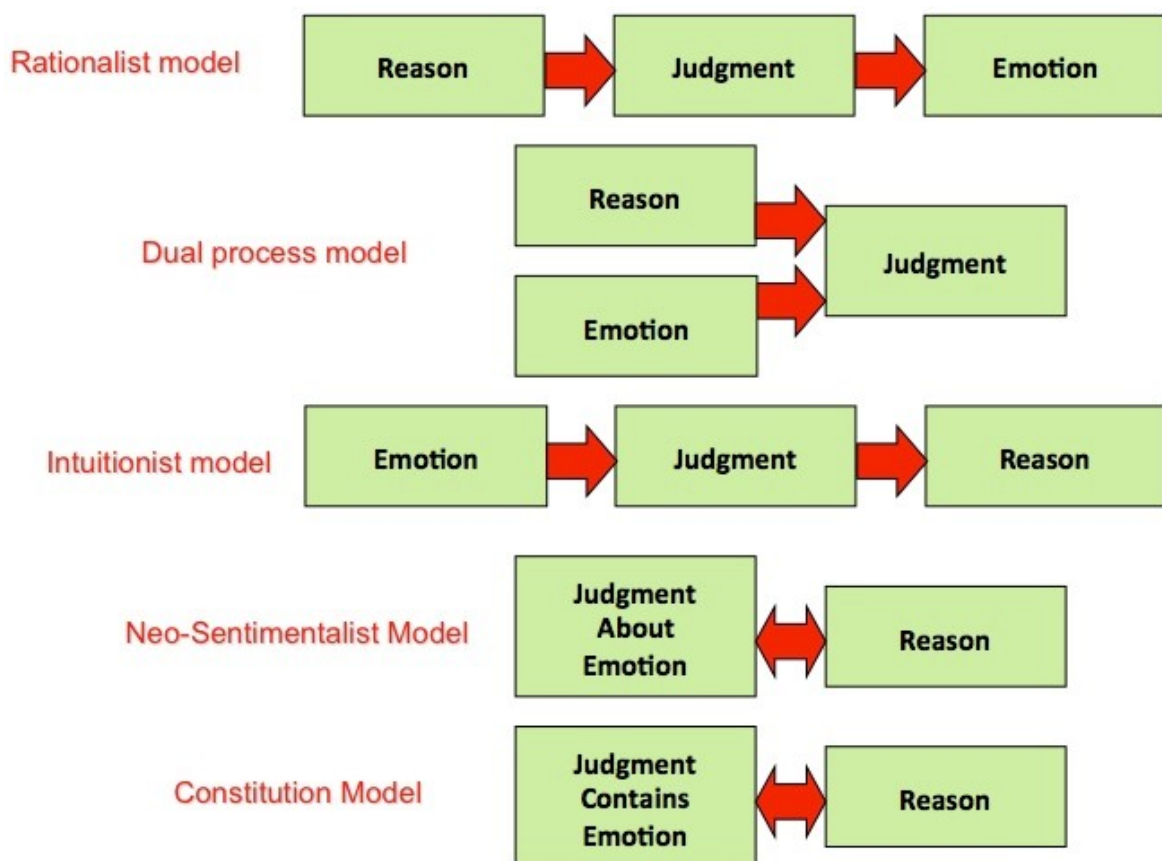 Rationalist model
Reason
Judgment
Emotion
Dual process model
Reason
Emotion
Judgment
Intuitionist model
Emotion
Judgment
Reason
Neo-Sentimentalist Model
Judgment
About
Emotion
Reason
Constitution Model
Judgment
Contains
Emotion
Reason